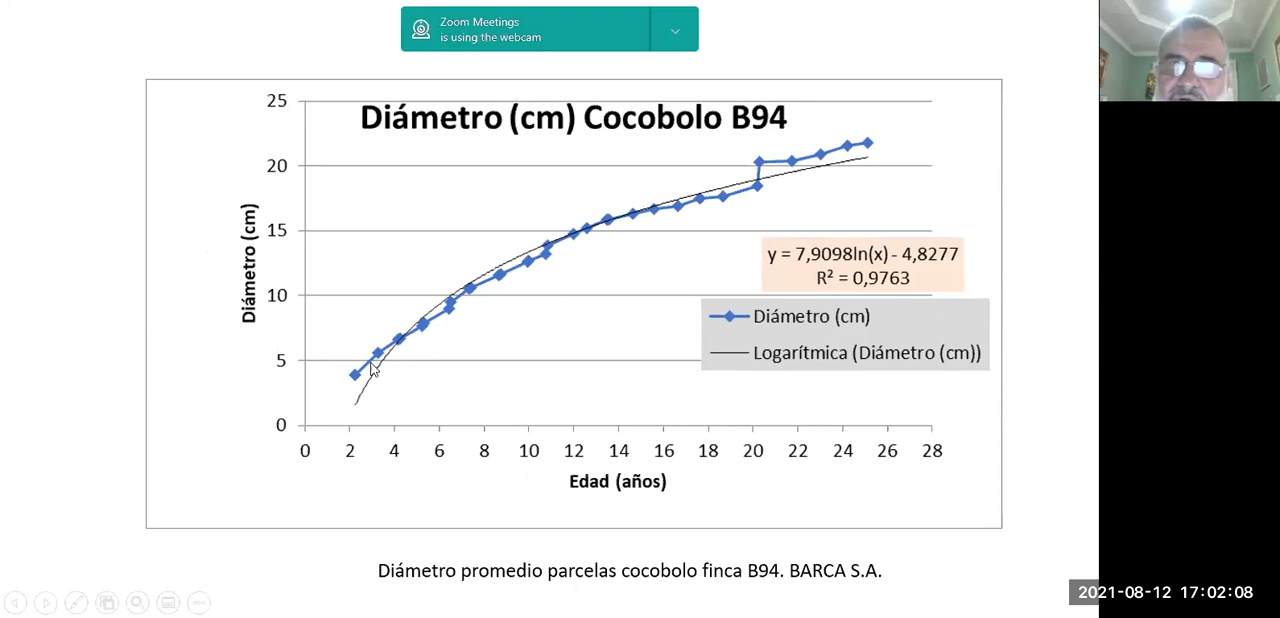 Zoom Meetings
is using the webcam
Diámetro (cm) Cocobolo B94
25
20
15
10
5
0
Diámetro (cm)
y = 7,9098ln(x) - 4,8277
R² = 0,9763
Diámetro (cm)
Logarítmica (Diámetro (cm))
0 2 4 6 8 10 12 14 16 18 20 22 24 26 28
Edad (años)
Diámetro promedio parcelas cocobolo finca B94. BARCA S.A.
2021-08-12 17:02:08